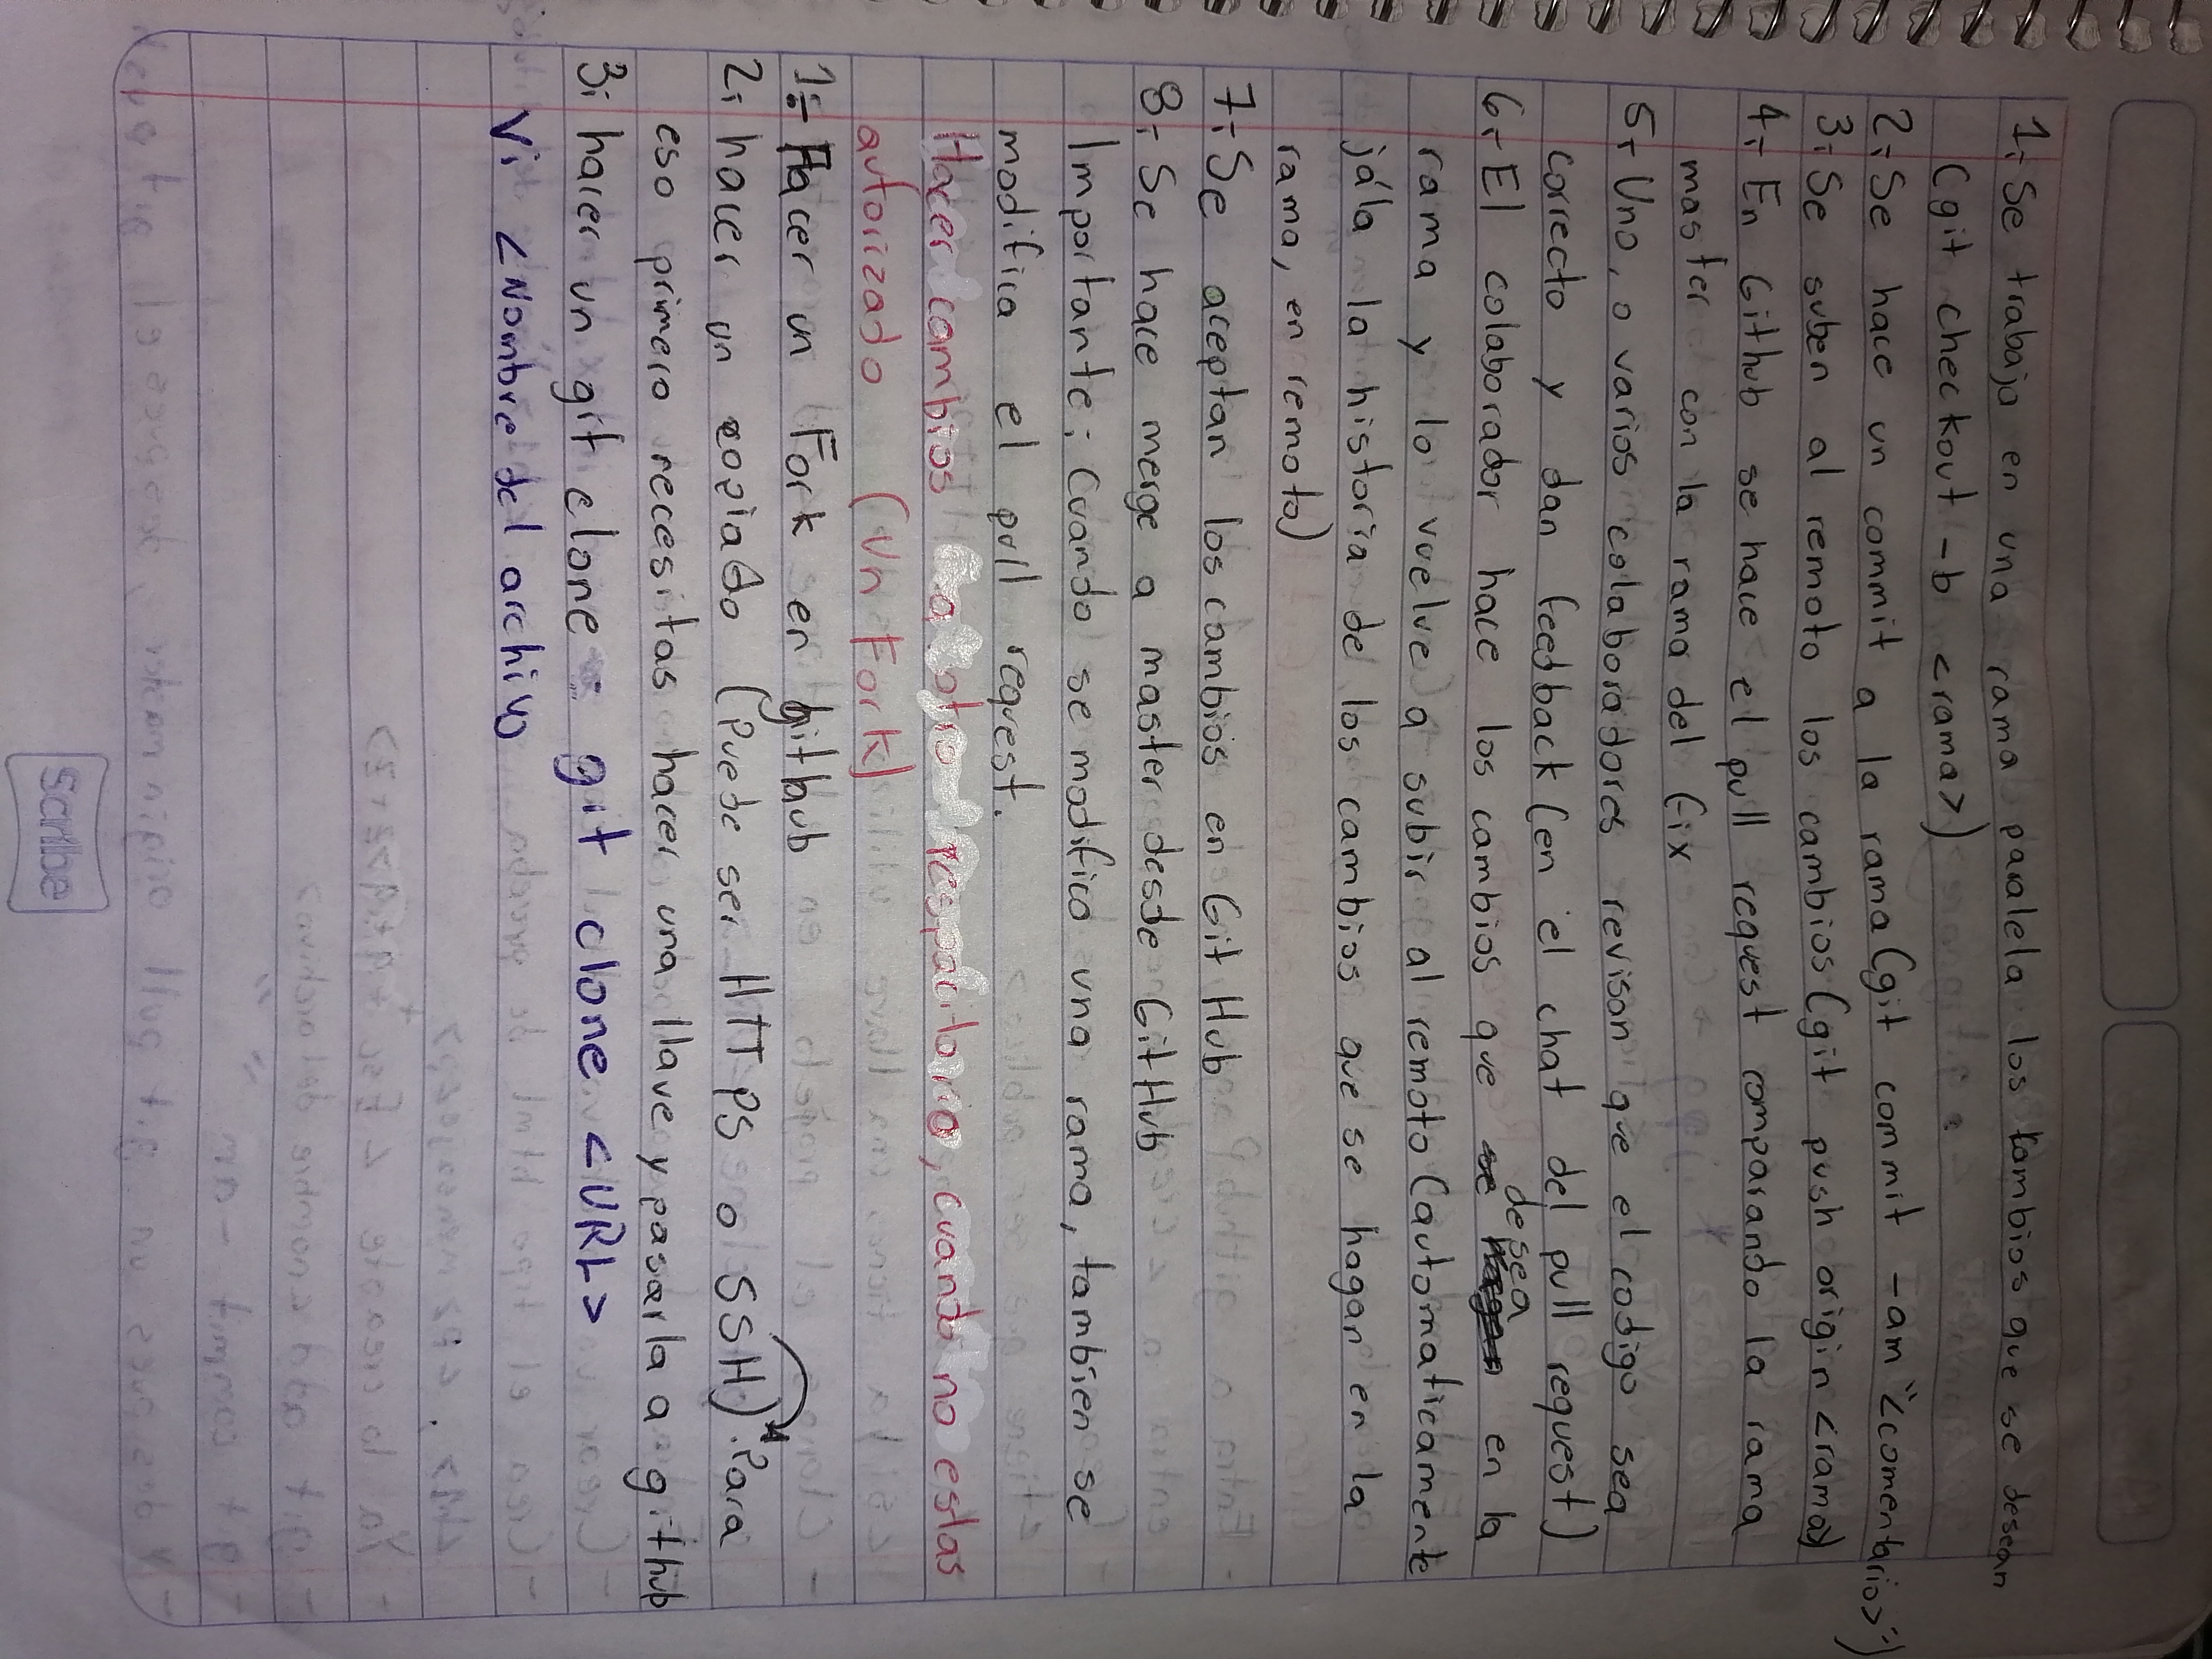 1.- Se trabaja en una rama paralela los cambios que se desean
(git checkout -b <rama>)
2.- Se hace un commit a la rama (git commit -am "<comentario>")
3.- Se suben al remoto los cambios (git push origin <rama>)
4.- En Github se hace el pull request comparando la rama
master con la rama del fix
5.- Uno, o varios colaboradores revisan que el codigo sea
correcto y dan feedback (en el chat del pull request)
6.- El colaborador hace los cambios que desea en la
rama y lo vuelve a subir al remoto (automaticamente
jála la historia de los cambios que se hagan en la
rama, en remoto)
7.- Se aceptan los cambios en Git Hub
8.- Se hace merge a master desde GitHub
Importante: Cuando se modifica una rama, tambien se
modifica el pull request.
Hacer cambios a otro respacitorio, cuando no estas
autorizado (Un Fork)
1.- Hacer un Fork en github
2. hacer un copiado (Puede ser HTTPS o SSH). Para
eso primero necesitas hacer una llave y pasarla a github
3. hacer un git clone : git clone <URL>
Vi <Nombre del archivo
Scribe